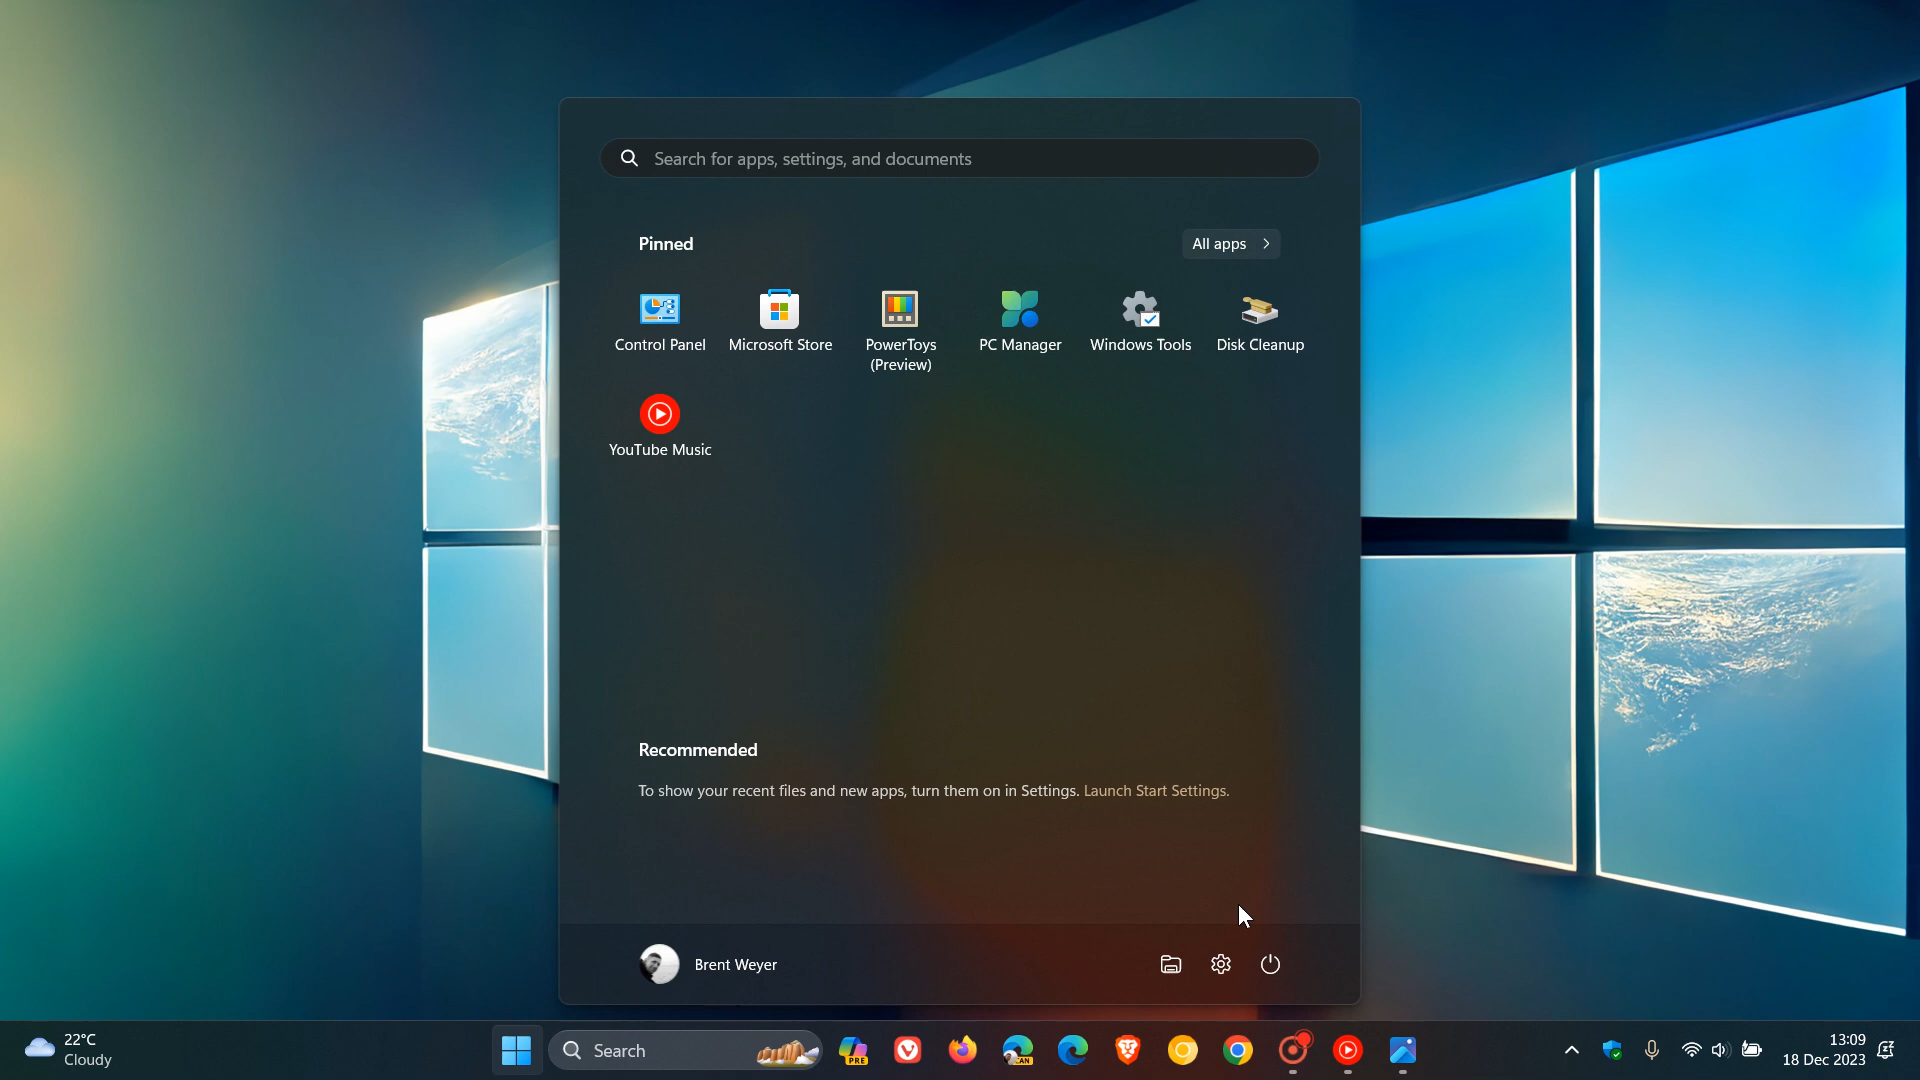 Search for apps, settings, and documents
Pinned
All apps
Control Panel
Microsoft Store
PowerToys
(Preview)
PC Manager
Windows Tools
Disk Cleanup
YouTube Music
Recommended
To show your recent files and new apps, turn them on in Settings. Launch Start Settings.
Brent Weyer
22°C
Cloudy
Search
PRE
CAN
13:09
18 Dec 2023